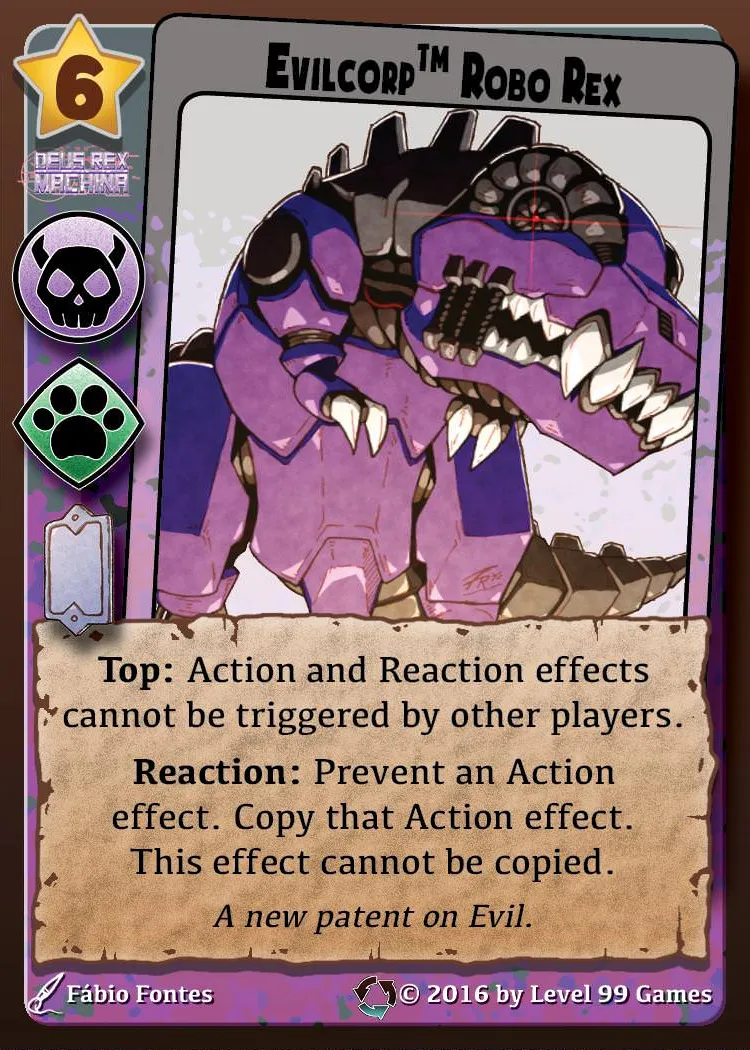 EVILCORP™ ROBO REX
6
DEUS REX
MACHINA
Top: Action and Reaction effects
cannot be triggered by other players.
Reaction: Prevent an Action
effect. Copy that Action effect.
This effect cannot be copied.
A new patent on Evil.
Fábio Fontes
© 2016 by Level 99 Games